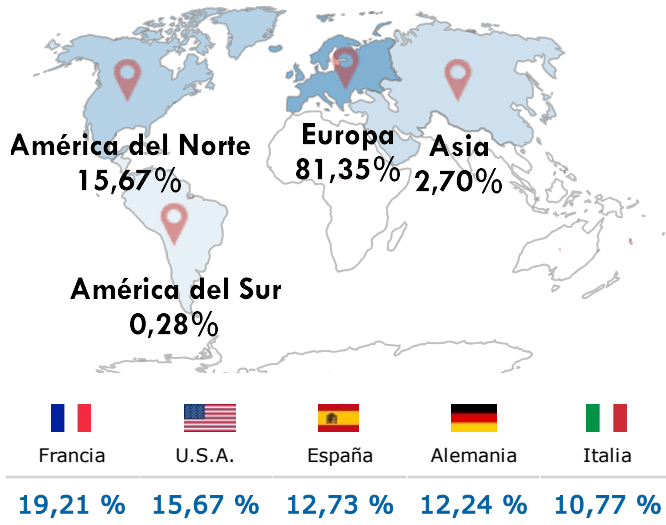 América del Norte
15,67%
Europa
81,35%
Asia
2,70%
América del Sur
0,28%
Francia
U.S.A.
España
Alemania
Italia
19,21 %
15,67 %
12,73 %
12,24 %
10,77 %